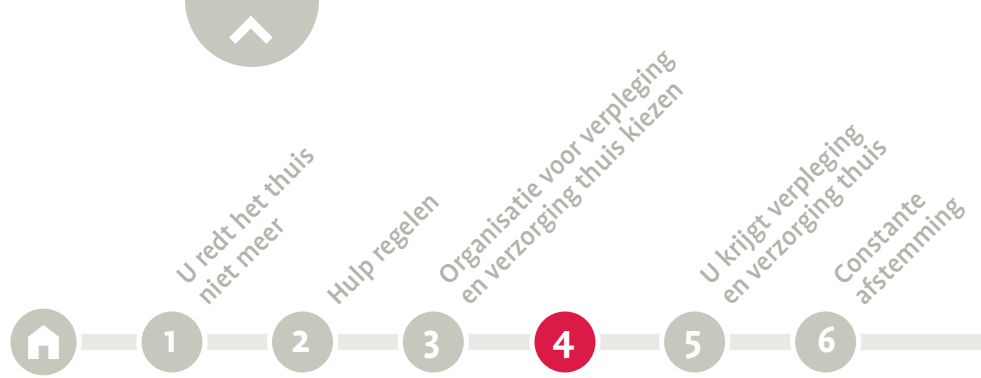 U redt het thuis
niet meer
Hulp regelen
Organisatie voor verpleging
en verzorging thuis kiezen
U krijgt verpleging
en verzorging thuis
Constante
afstemming
1
2
3
4
5
6